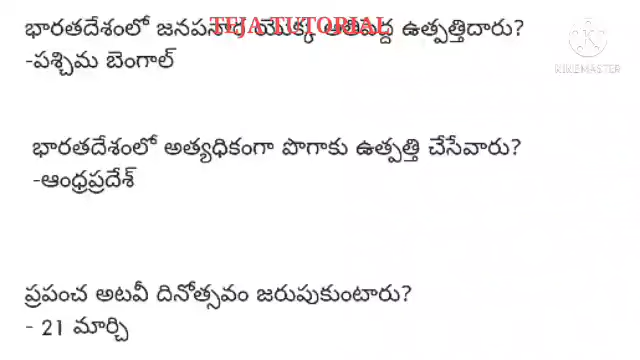 TEJA TUTORIAL
భారతదేశంలో జనపనార యొక్క అతిపెద్ద ఉత్పత్తిదారు?
-పశ్చిమ బెంగాల్
KINEMASTER
భారతదేశంలో అత్యధికంగా పొగాకు ఉత్పత్తి చేసేవారు?
-ఆంధ్రప్రదేశ్
ప్రపంచ అటవీ దినోత్సవం జరుపుకుంటారు?
- 21 మార్చి